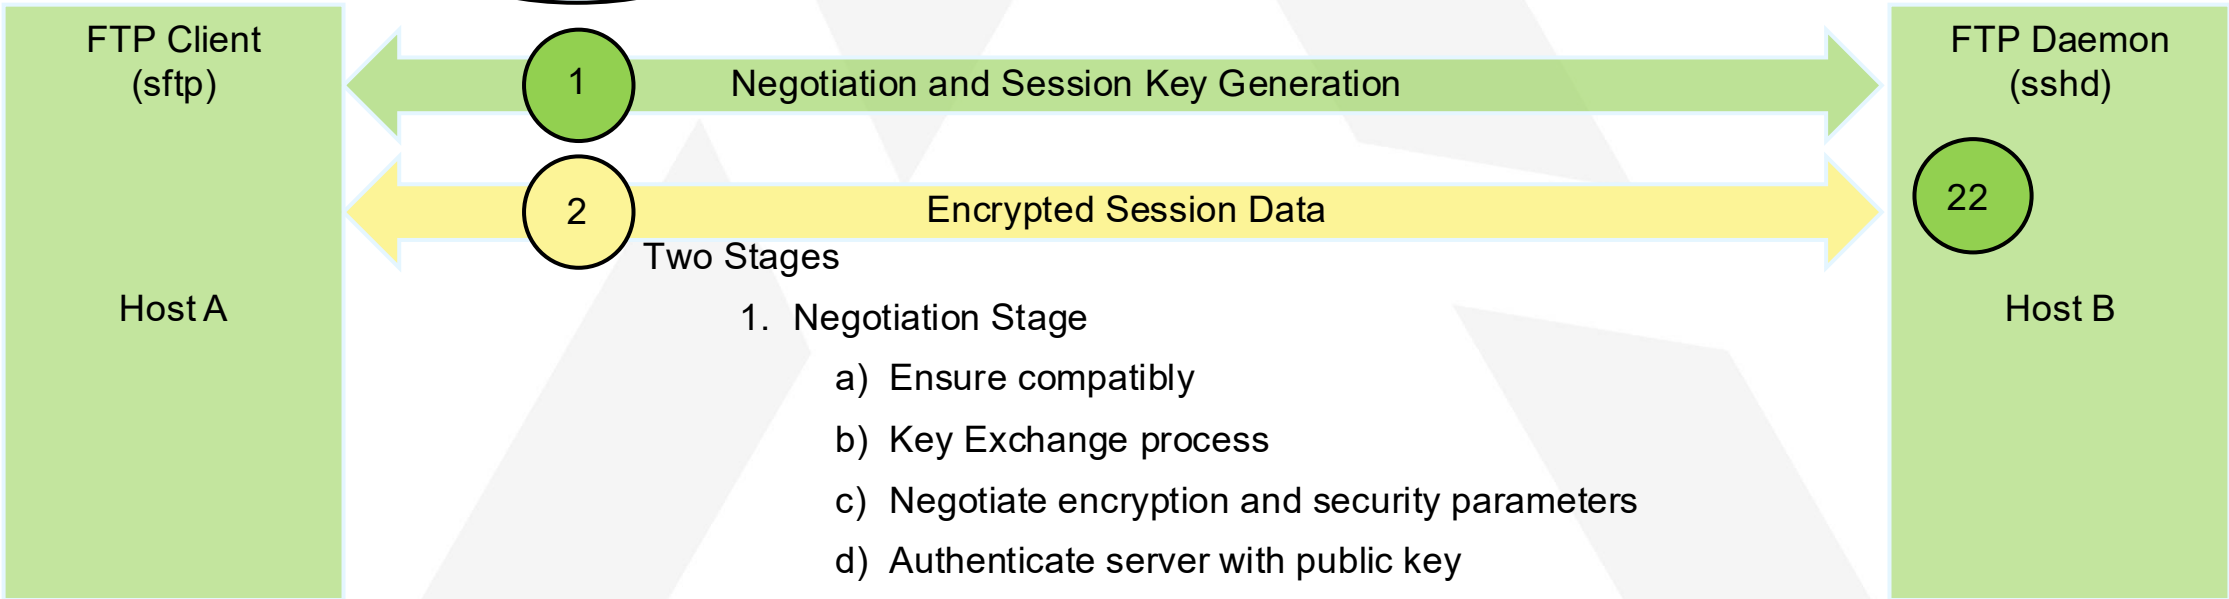 FTP Client
(sftp)
1
Negotiation and Session Key Generation
FTP Daemon
(sshd)
2
Encrypted Session Data
22
Two Stages
Host A
Host B
1. Negotiation Stage
a) Ensure compatibly
b) Key Exchange process
c) Negotiate encryption and security parameters
d) Authenticate server with public key